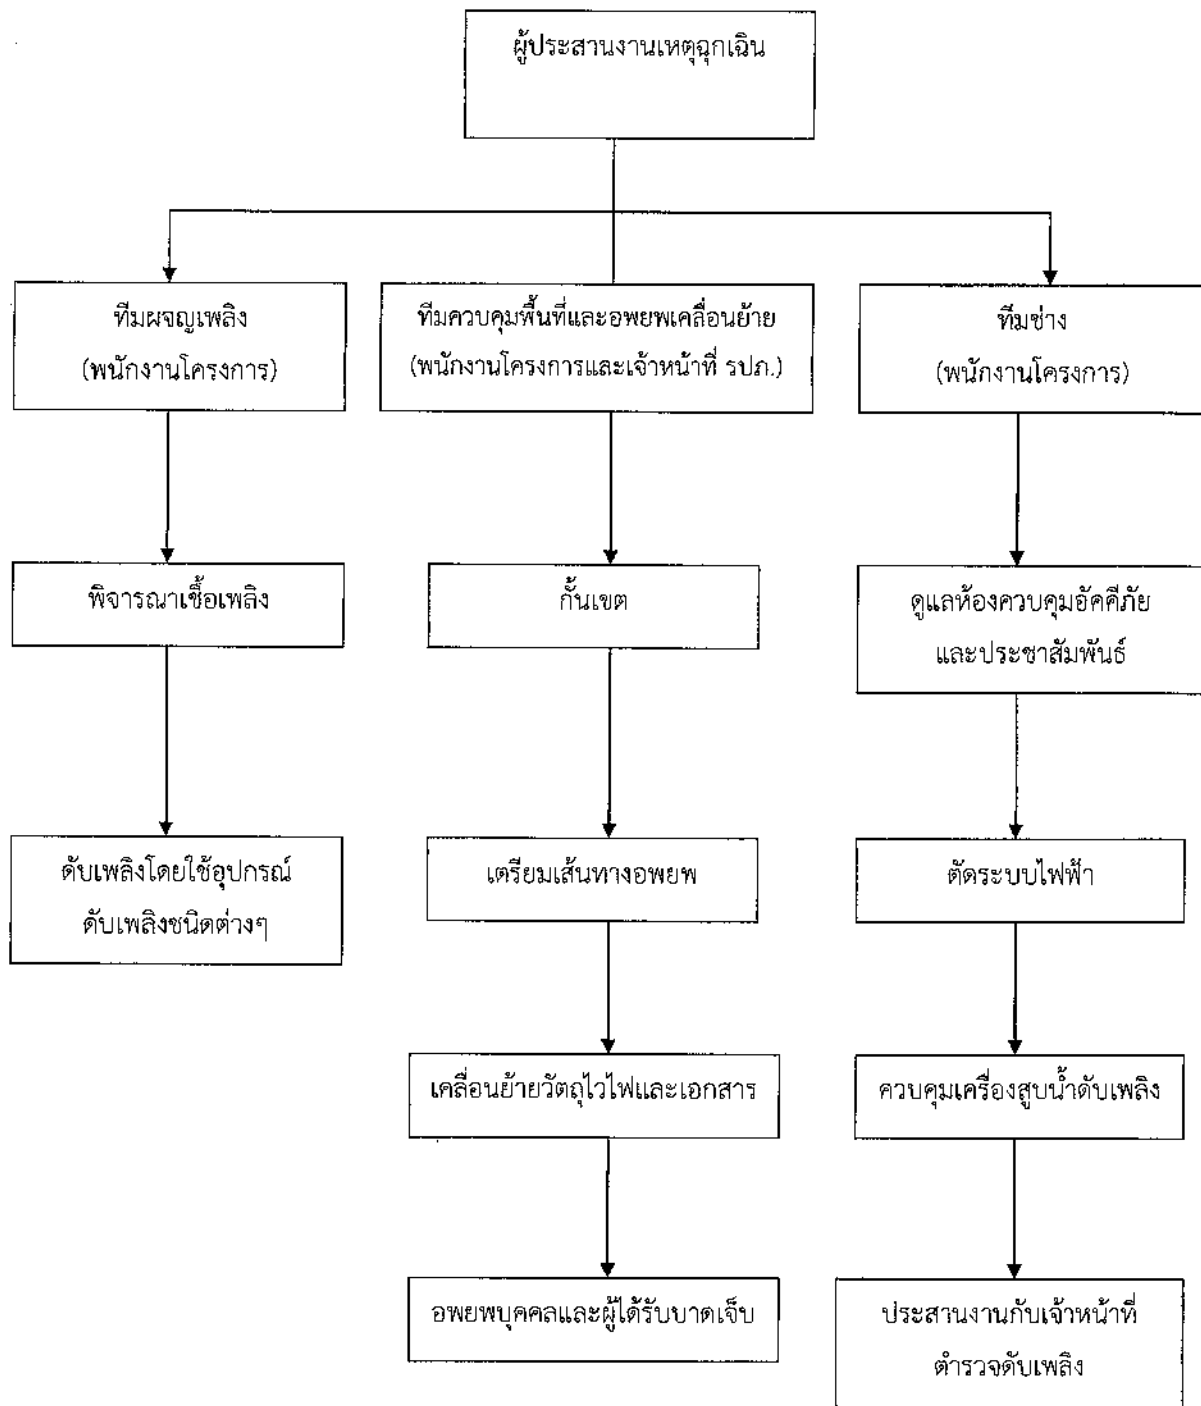 ผู้ประสานงานเหตุฉุกเฉิน
ทีมผจญเพลิง
(พนักงานโครงการ)
ทีมควบคุมพื้นที่และอพยพเคลื่อนย้าย
(พนักงานโครงการและเจ้าหน้าที่ รปภ.)
ทีมช่าง
(พนักงานโครงการ)
พิจารณาเชื้อเพลิง
กั้นเขต
ดูแลห้องควบคุมอัคคีภัย
และประชาสัมพันธ์
ดับเพลิงโดยใช้อุปกรณ์
ดับเพลิงชนิดต่างๆ
เตรียมเส้นทางอพยพ
ตัดระบบไฟฟ้า
เคลื่อนย้ายวัตถุไวไฟและเอกสาร
ควบคุมเครื่องสูบน้ำดับเพลิง
อพยพบุคคลและผู้ได้รับบาดเจ็บ
ประสานงานกับเจ้าหน้าที่
ตำรวจดับเพลิง